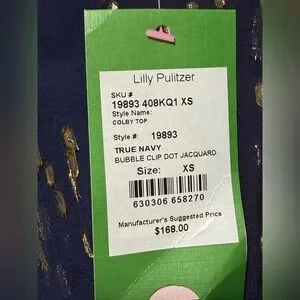 Lilly Pulitzer
SKU #
19893 408KQ1 XS
Style Name:
COLBY TOP
Style #: 19893
TRUE NAVY
BUBBLE CLIP DOT JACQUARD
Size: XS
630306 658270
Manufacturer's Suggested Price
$168.00